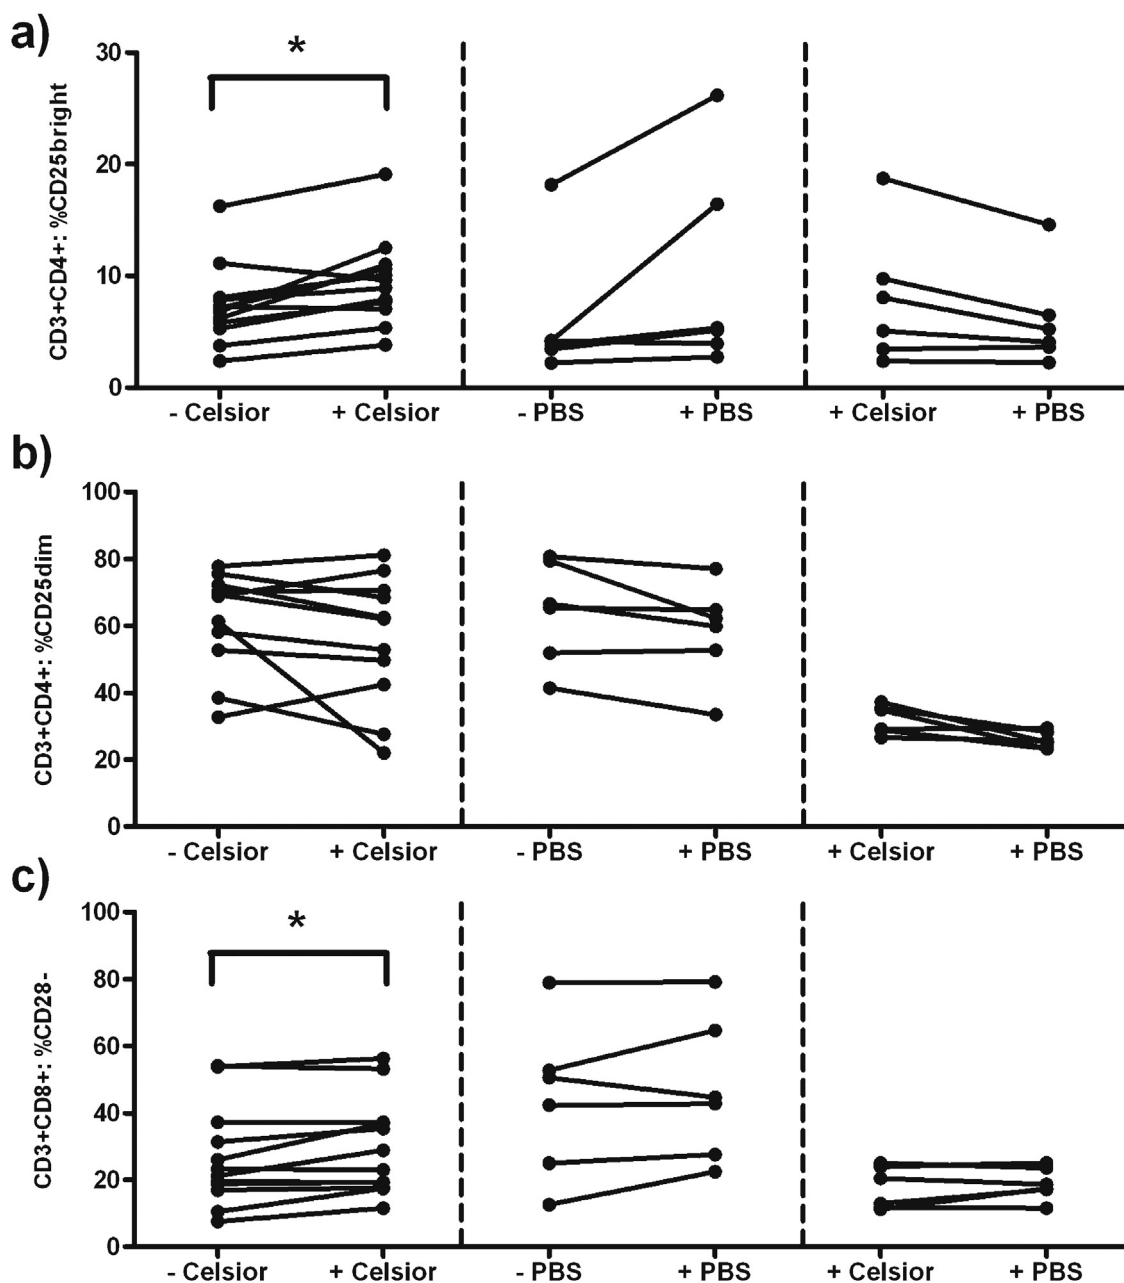 a)
CD3+CD4+: %CD25bright
30
20
10
0
*
- Celsior + Celsior - PBS + PBS + Celsior + PBS
b)
CD3+CD4+: %CD25dim
100
80
60
40
20
0
- Celsior + Celsior - PBS + PBS + Celsior + PBS
c)
CD3+CD8+: %CD28-
100
80
60
40
20
0
*
- Celsior + Celsior - PBS + PBS + Celsior + PBS